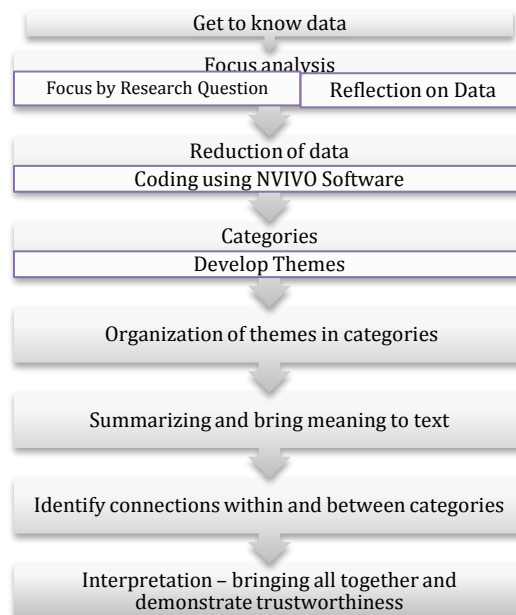 Get to know data
Focus analysis
Focus by Research Question
Reflection on Data
Reduction of data
Coding using NVIVO Software
Categories
Develop Themes
Organization of themes in categories
Summarizing and bring meaning to text
Identify connections within and between categories
Interpretation – bringing all together and
demonstrate trustworthiness